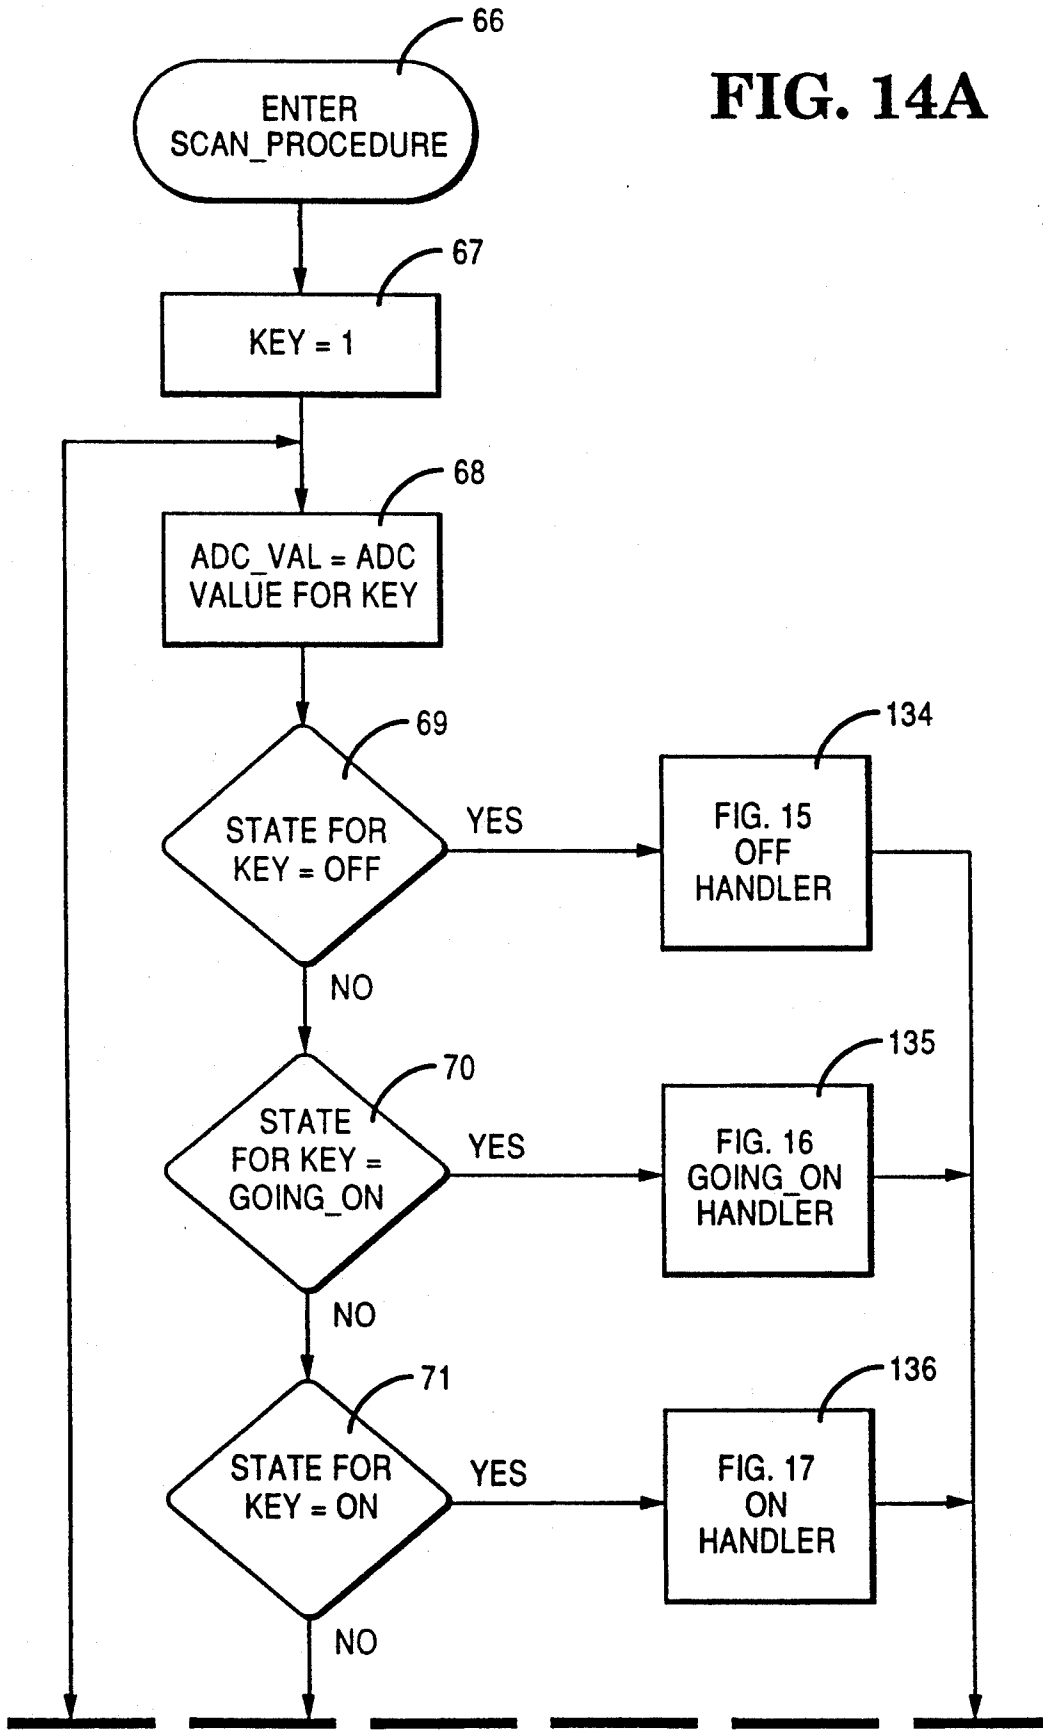 66
FIG. 14A
ENTER
SCAN_PROCEDURE
67
KEY = 1
68
ADC_VAL = ADC
VALUE FOR KEY
69
STATE FOR
KEY = OFF
YES
134
FIG. 15
OFF
HANDLER
NO
70
STATE
FOR KEY =
GOING_ON
YES
135
FIG. 16
GOING_ON
HANDLER
NO
71
STATE FOR
KEY = ON
YES
136
FIG. 17
ON
HANDLER
NO